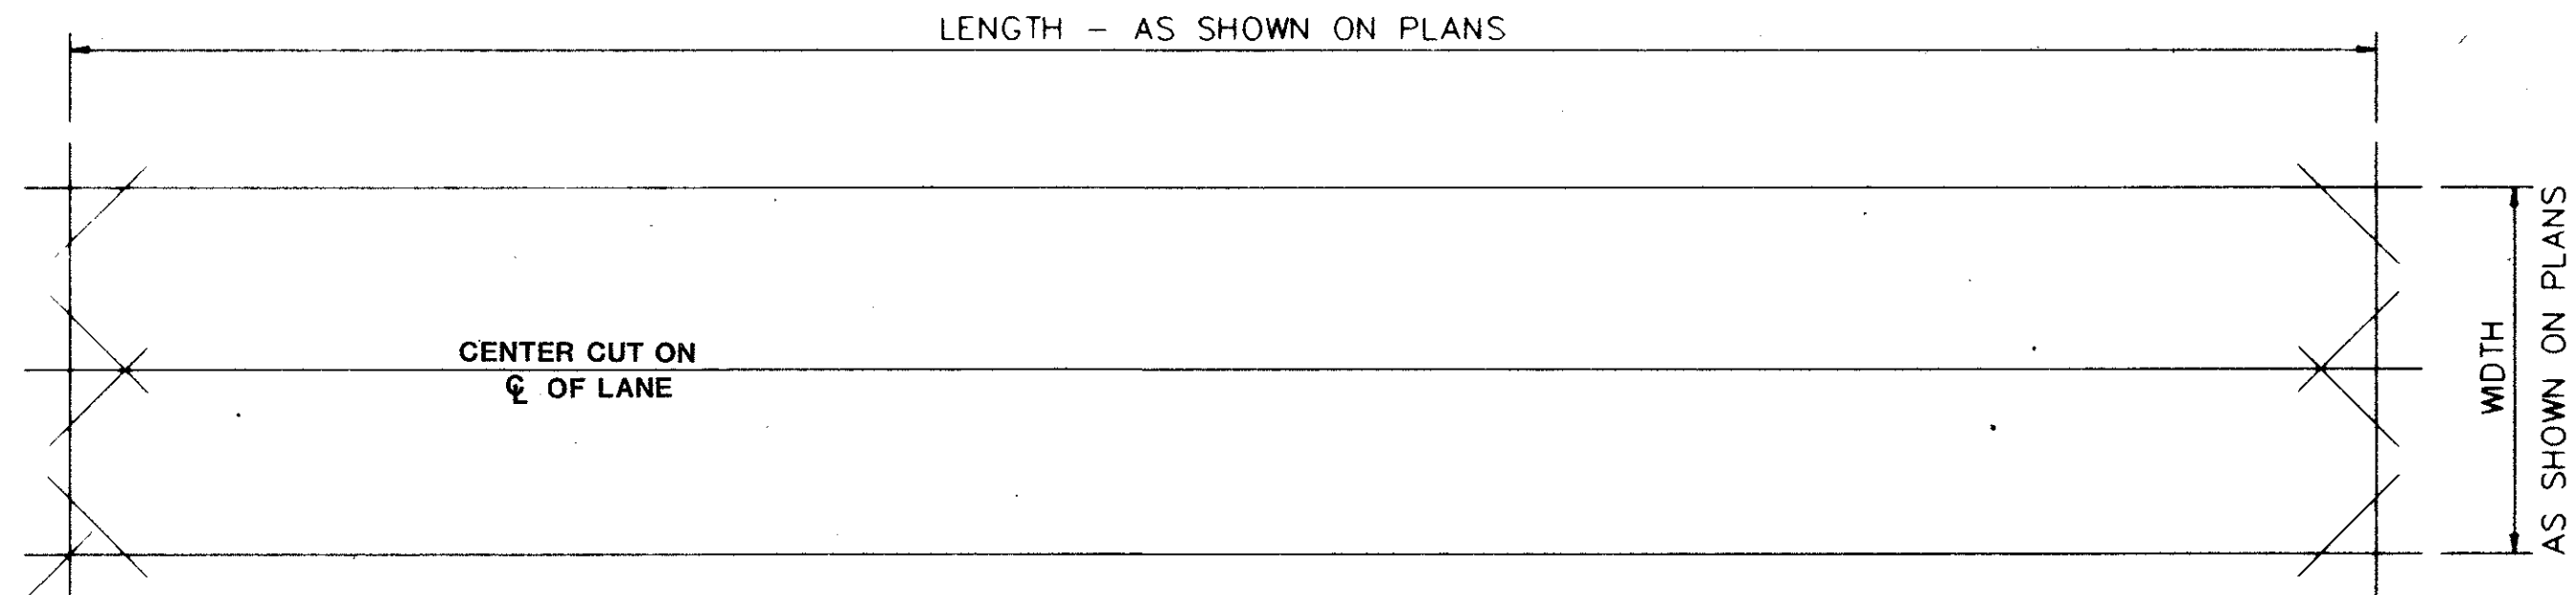 LENGTH - AS SHOWN ON PLANS
CENTER CUT ON
℄ OF LANE
WIDTH
AS SHOWN ON PLANS